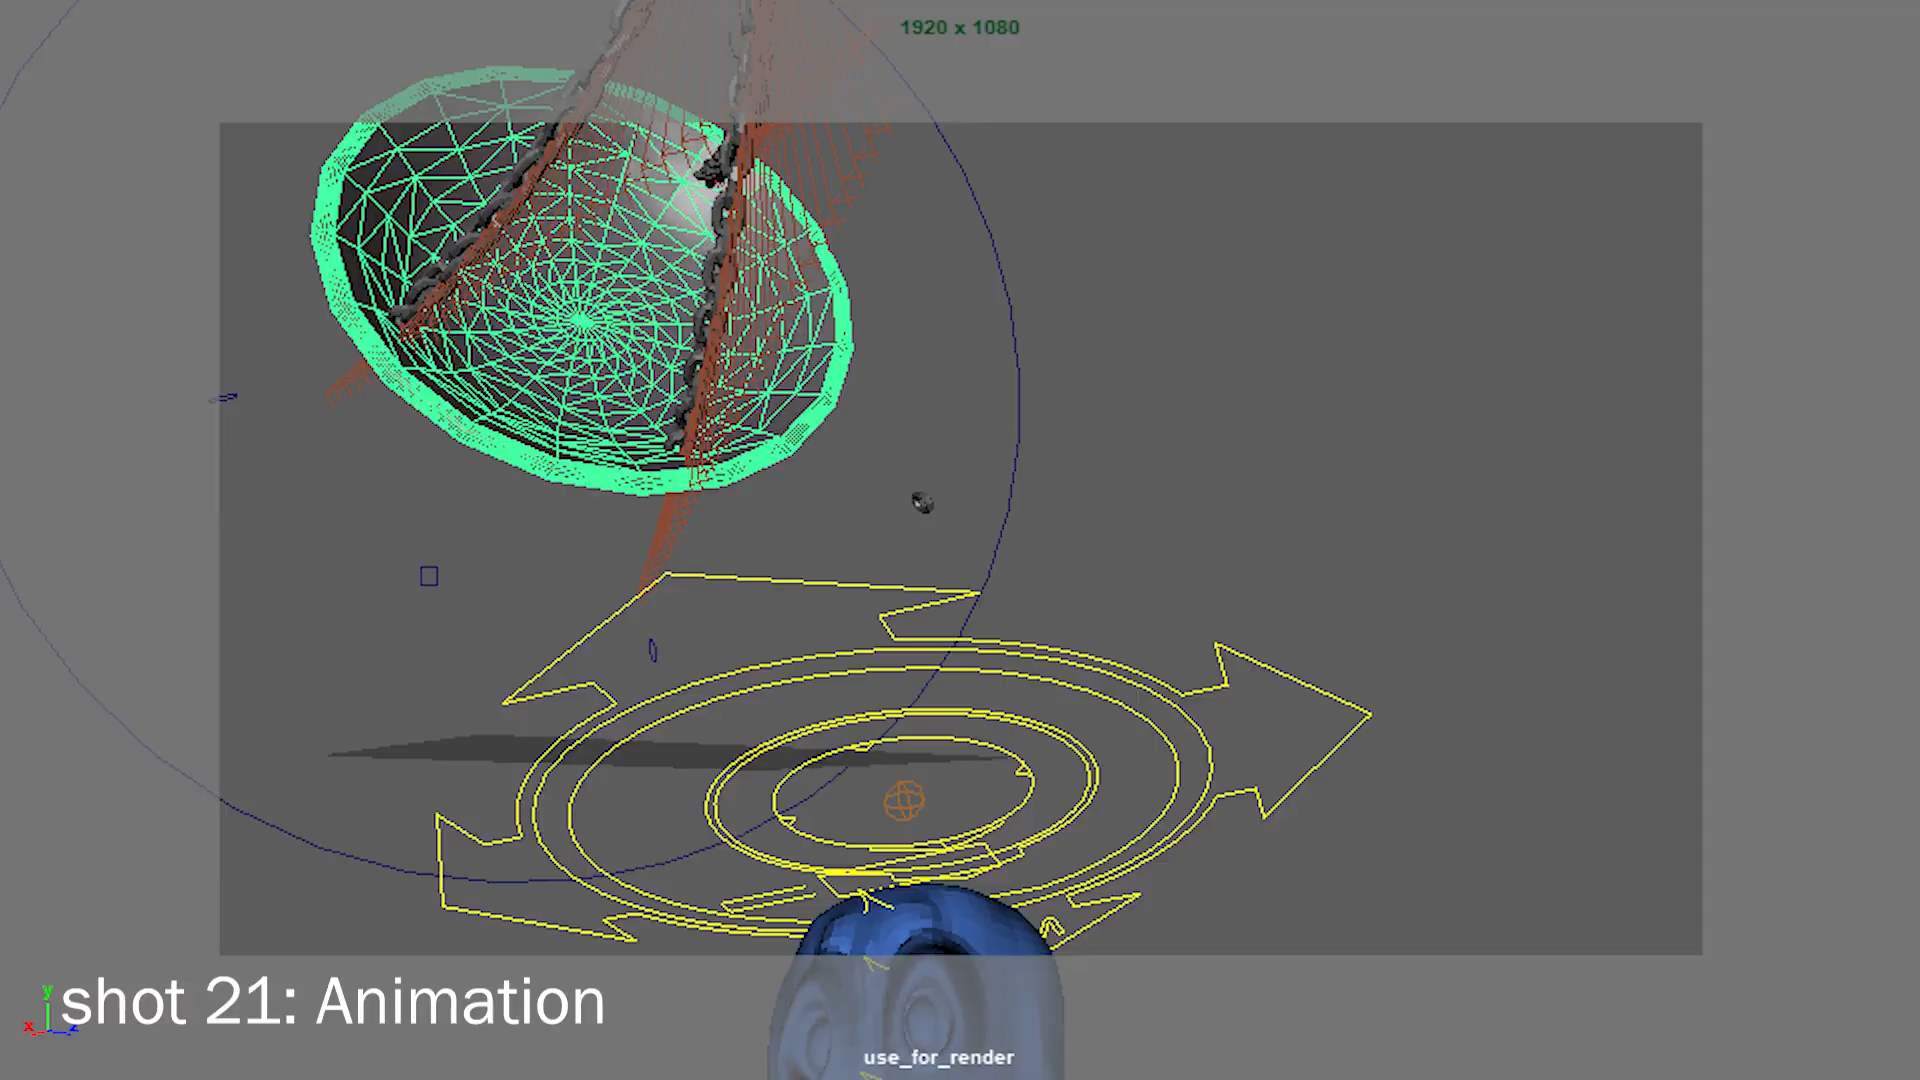 1920 x 1080
shot 21: Animation
y
x
z
use_for_render